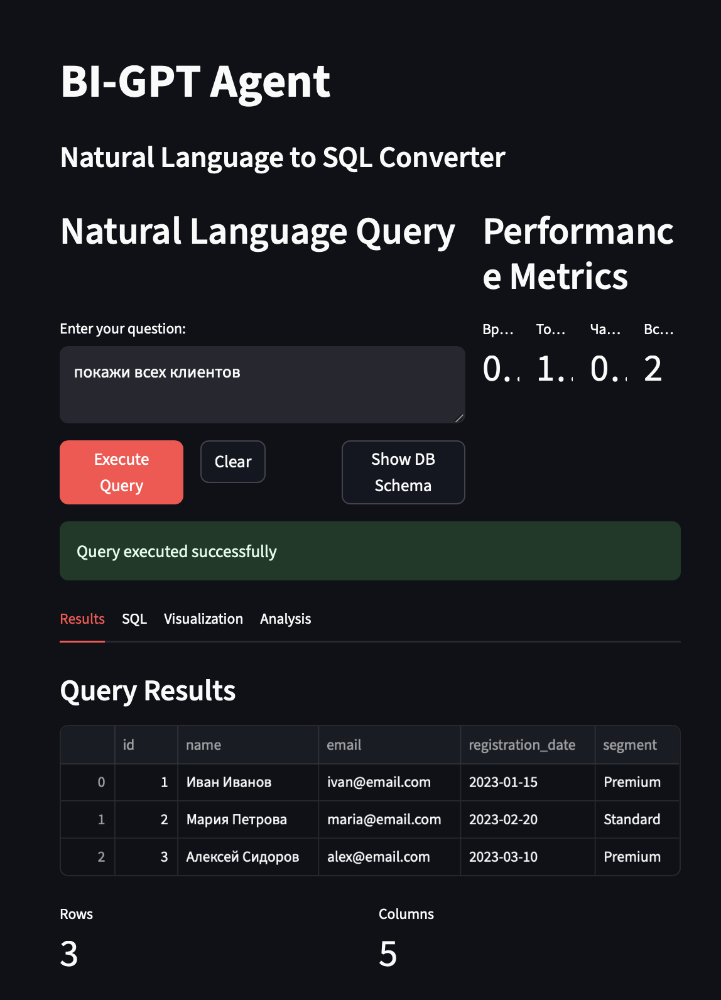 BI-GPT Agent
Natural Language to SQL Converter
Natural Language Query
Performanc
e Metrics
Enter your question:
покажи всех клиентов
Вр… То… Ча… Вс…
0.. 1.. 0.. 2
Execute
Query
Clear
Show DB
Schema
Query executed successfully
Results SQL Visualization Analysis
Query Results
id name email registration_date segment
0 1 Иван Иванов ivan@email.com 2023-01-15 Premium
1 2 Мария Петрова maria@email.com 2023-02-20 Standard
2 3 Алексей Сидоров alex@email.com 2023-03-10 Premium
Rows Columns
3 5